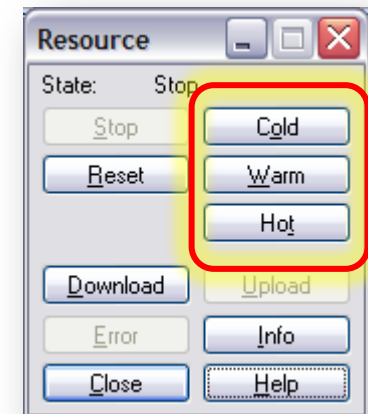 Resource
State: Stop
Stop Cold
Reset Warm
Hot
Download Upload
Error Info
Close Help